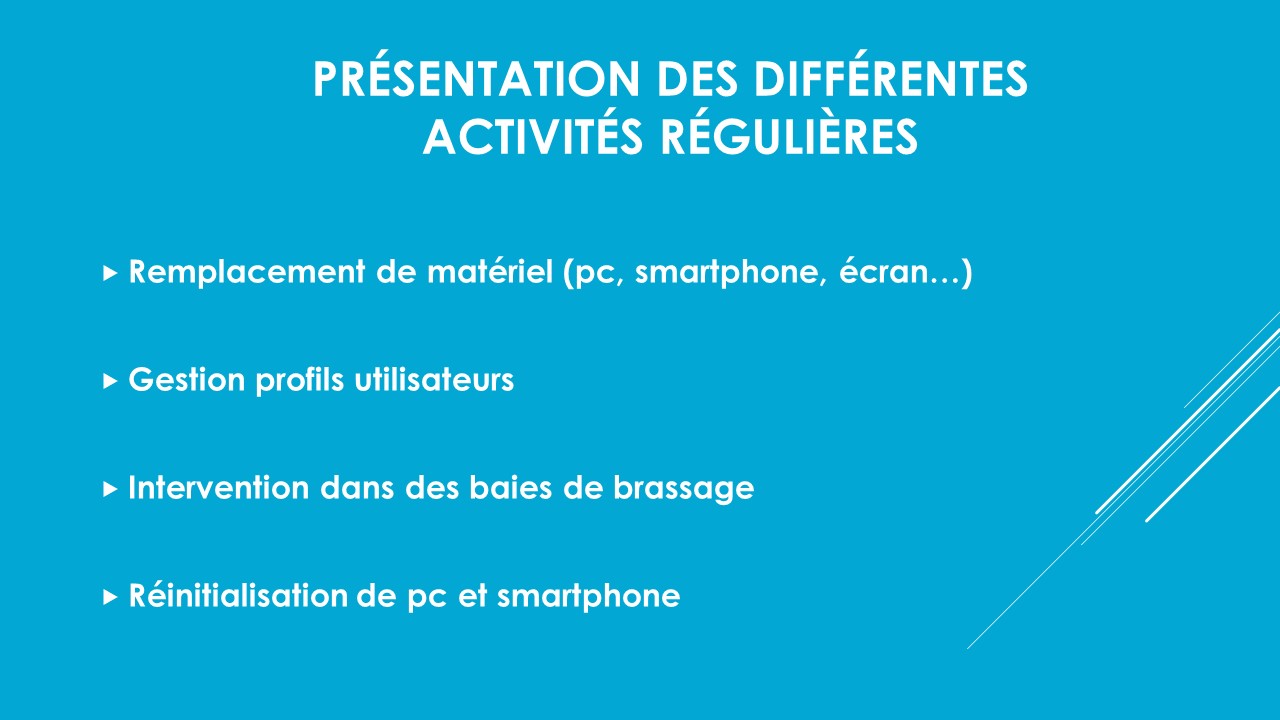 PRÉSENTATION DES DIFFÉRENTES
ACTIVITÉS RÉGULIÈRES
Remplacement de matériel (pc, smartphone, écran…)
Gestion profils utilisateurs
Intervention dans des baies de brassage
Réinitialisation de pc et smartphone